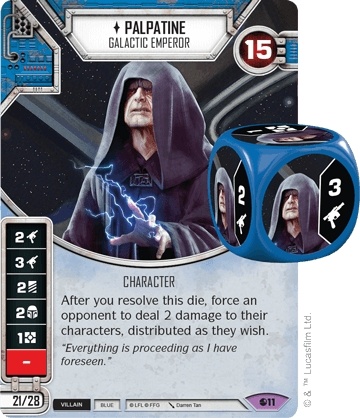 PALPATINE
GALACTIC EMPEROR
15
2
3
2
3
2
2
1
–
CHARACTER
After you resolve this die, force an
opponent to deal 2 damage to their
characters, distributed as they wish.
"Everything is proceeding as I have
foreseen."
21/28
VILLAIN
BLUE
© LFL © FFG
Darren Tan
11
© & ™ Lucasfilm Ltd.